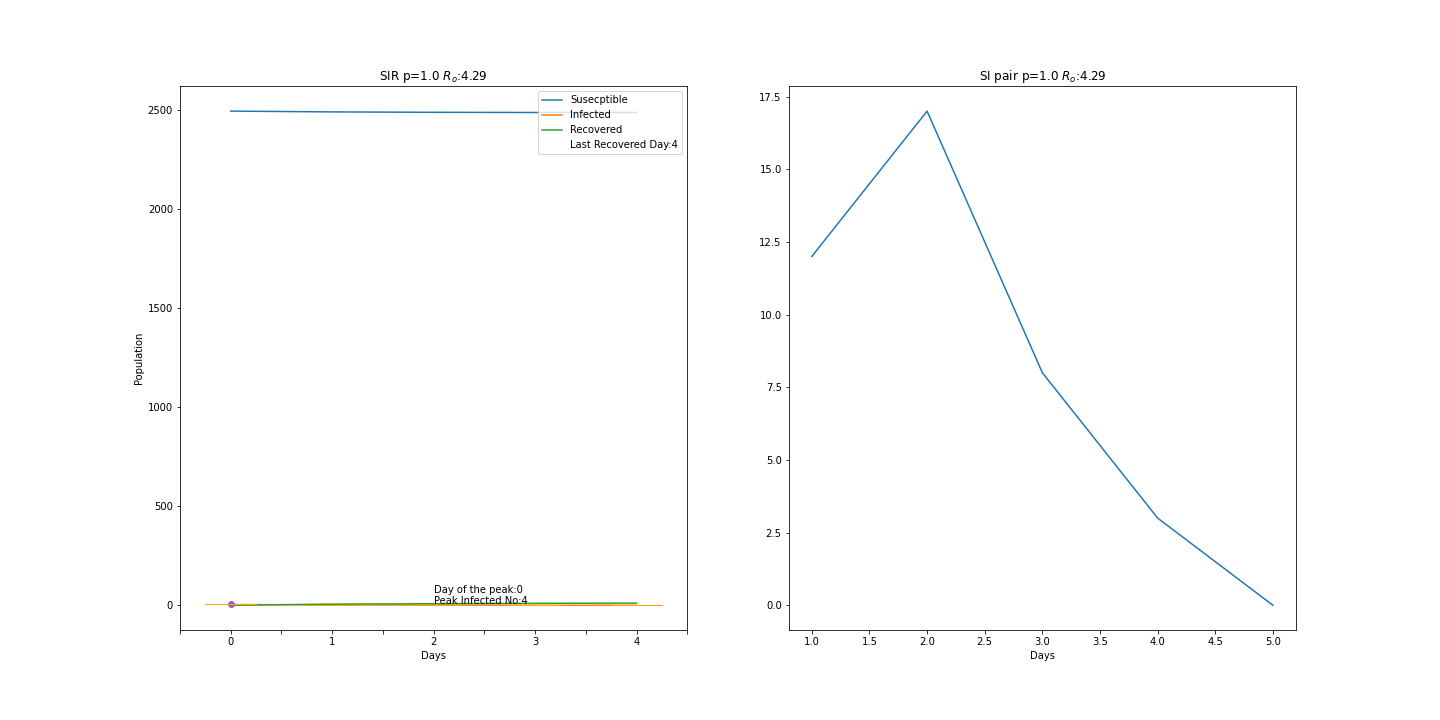 SIR p=1.0 R₀:4.29
2500
2000
1500
1000
500
0
Population
Susecptible
Infected
Recovered
Last Recovered Day:4
Day of the peak:0
Peak Infected No:4
0 1 2 3 4
Days
SI pair p=1.0 R₀:4.29
17.5
15.0
12.5
10.0
7.5
5.0
2.5
0.0
1.0 1.5 2.0 2.5 3.0 3.5 4.0 4.5 5.0
Days